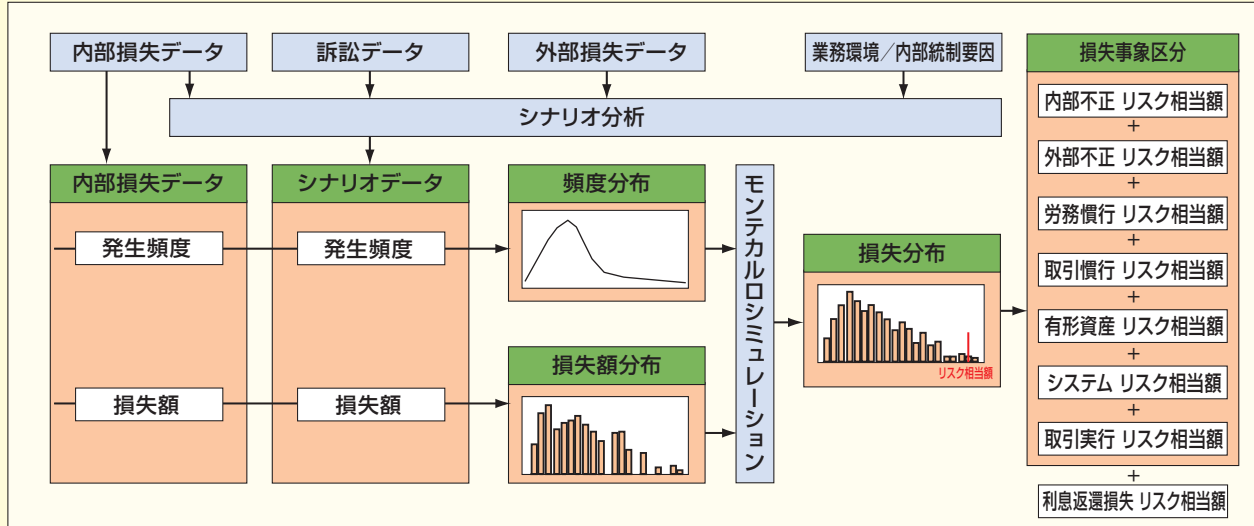 内部損失データ
訴訟データ
外部損失データ
業務環境／内部統制要因
シナリオ分析
内部損失データ
発生頻度
損失額
シナリオデータ
発生頻度
損失額
頻度分布
損失額分布
モンテカルロシミュレーション
損失分布
リスク相当額
損失事象区分
内部不正 リスク相当額
+
外部不正 リスク相当額
+
労務慣行 リスク相当額
+
取引慣行 リスク相当額
+
有形資産 リスク相当額
+
システム リスク相当額
+
取引実行 リスク相当額
+
利息返還損失 リスク相当額